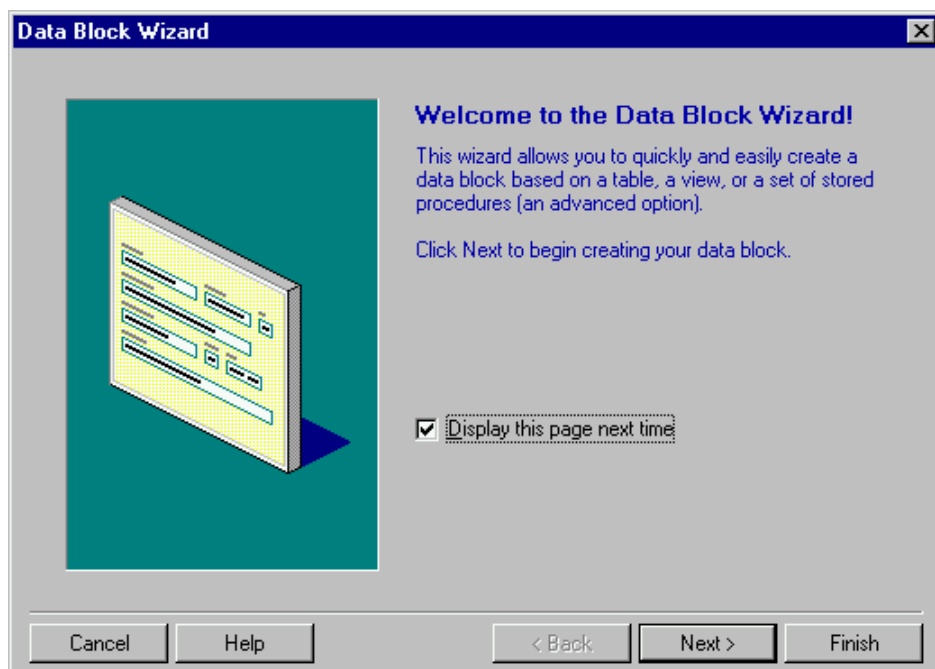 Data Block Wizard
Welcome to the Data Block Wizard!
This wizard allows you to quickly and easily create a
data block based on a table, a view, or a set of stored
procedures (an advanced option).
Click Next to begin creating your data block.
Display this page next time
Cancel Help < Back Next > Finish